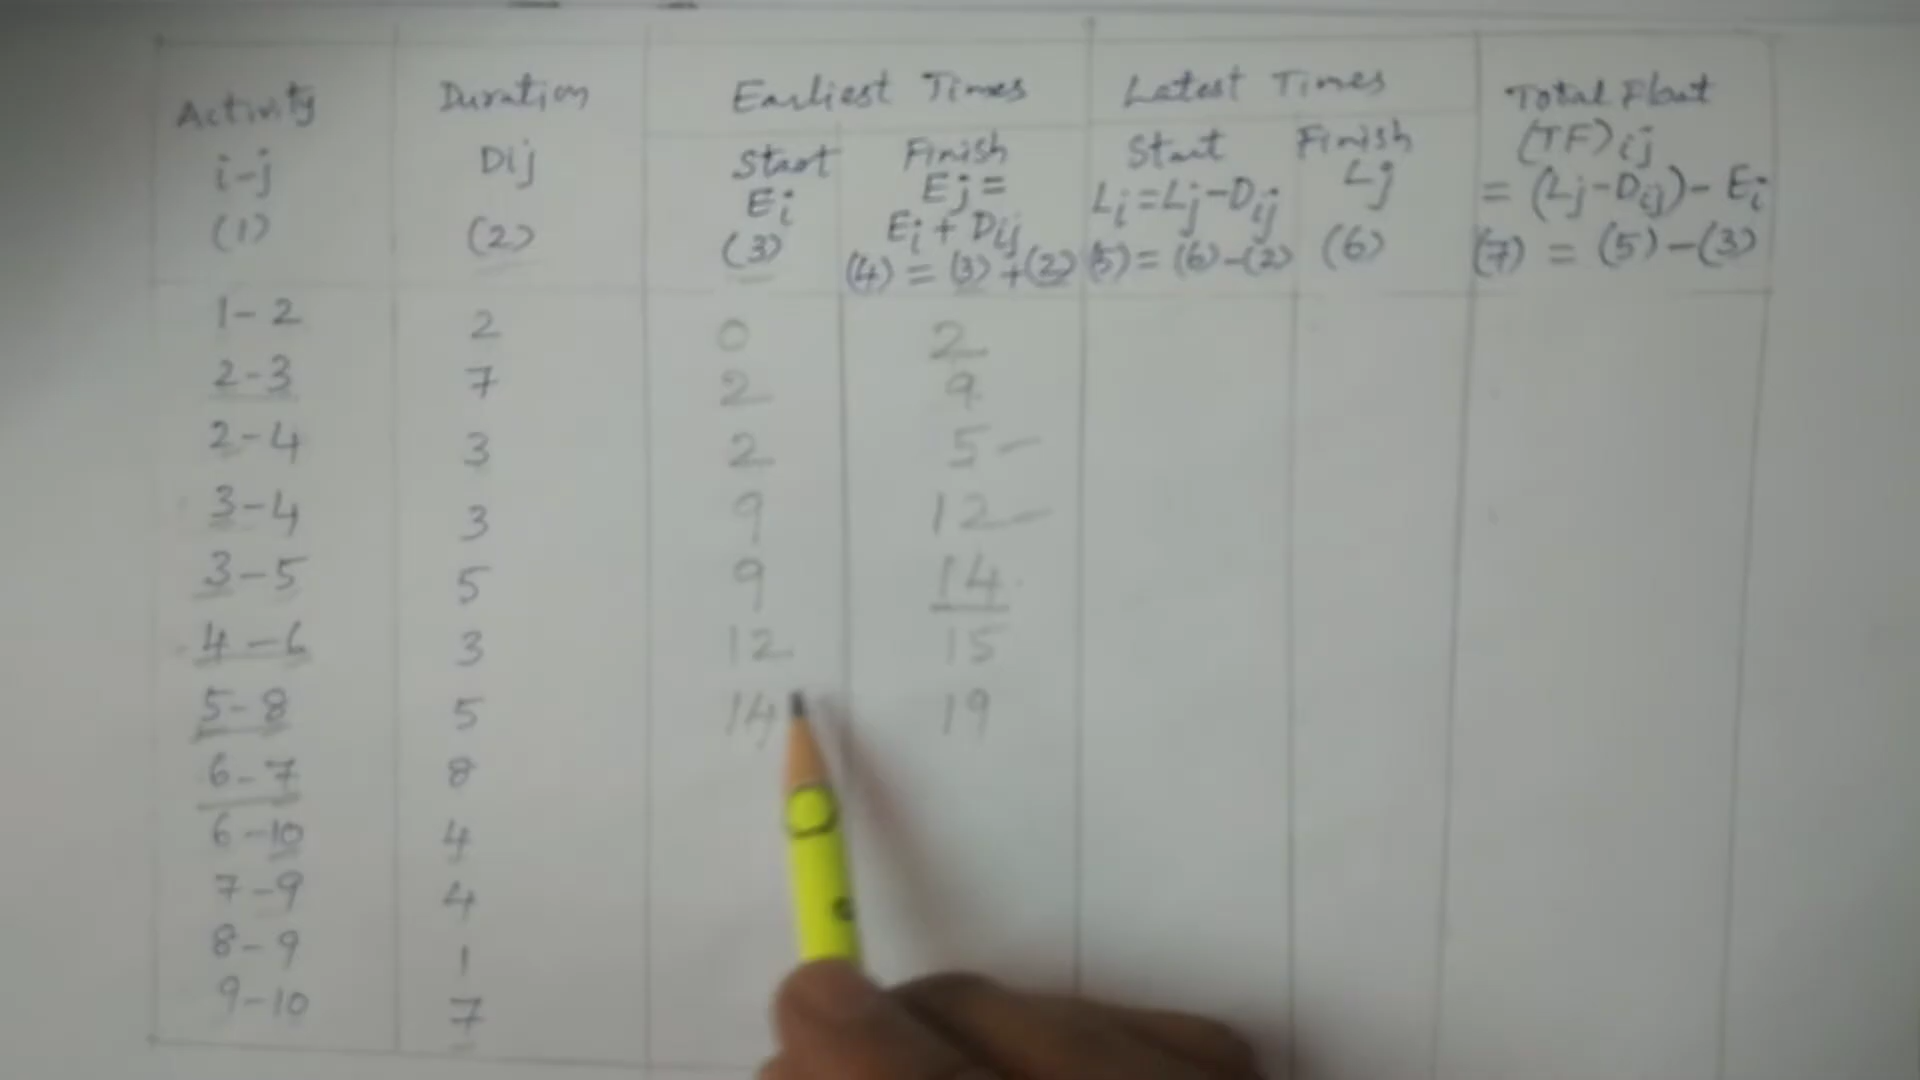 Activity Duration Earliest Times Latest Times Total Float
i-j Dij Start Finish Start Finish (TF)ij
Ei Ej = Li=Lj-Dij Lj = (Lj-Dij)- Ei
(1) (2) (3) Ei + Dij (6)
(4) = (3) +(2) (5)= (6)-(2) (7) = (5)-(3)
1-2 2 0 2
2-3 7 2 9
2-4 3 2 5
3-4 3 9 12
3-5 5 9 14
4-6 3 12 15
5-8 5 14 19
6-7 8
6-10 4
7-9 4
8-9 1
9-10 7